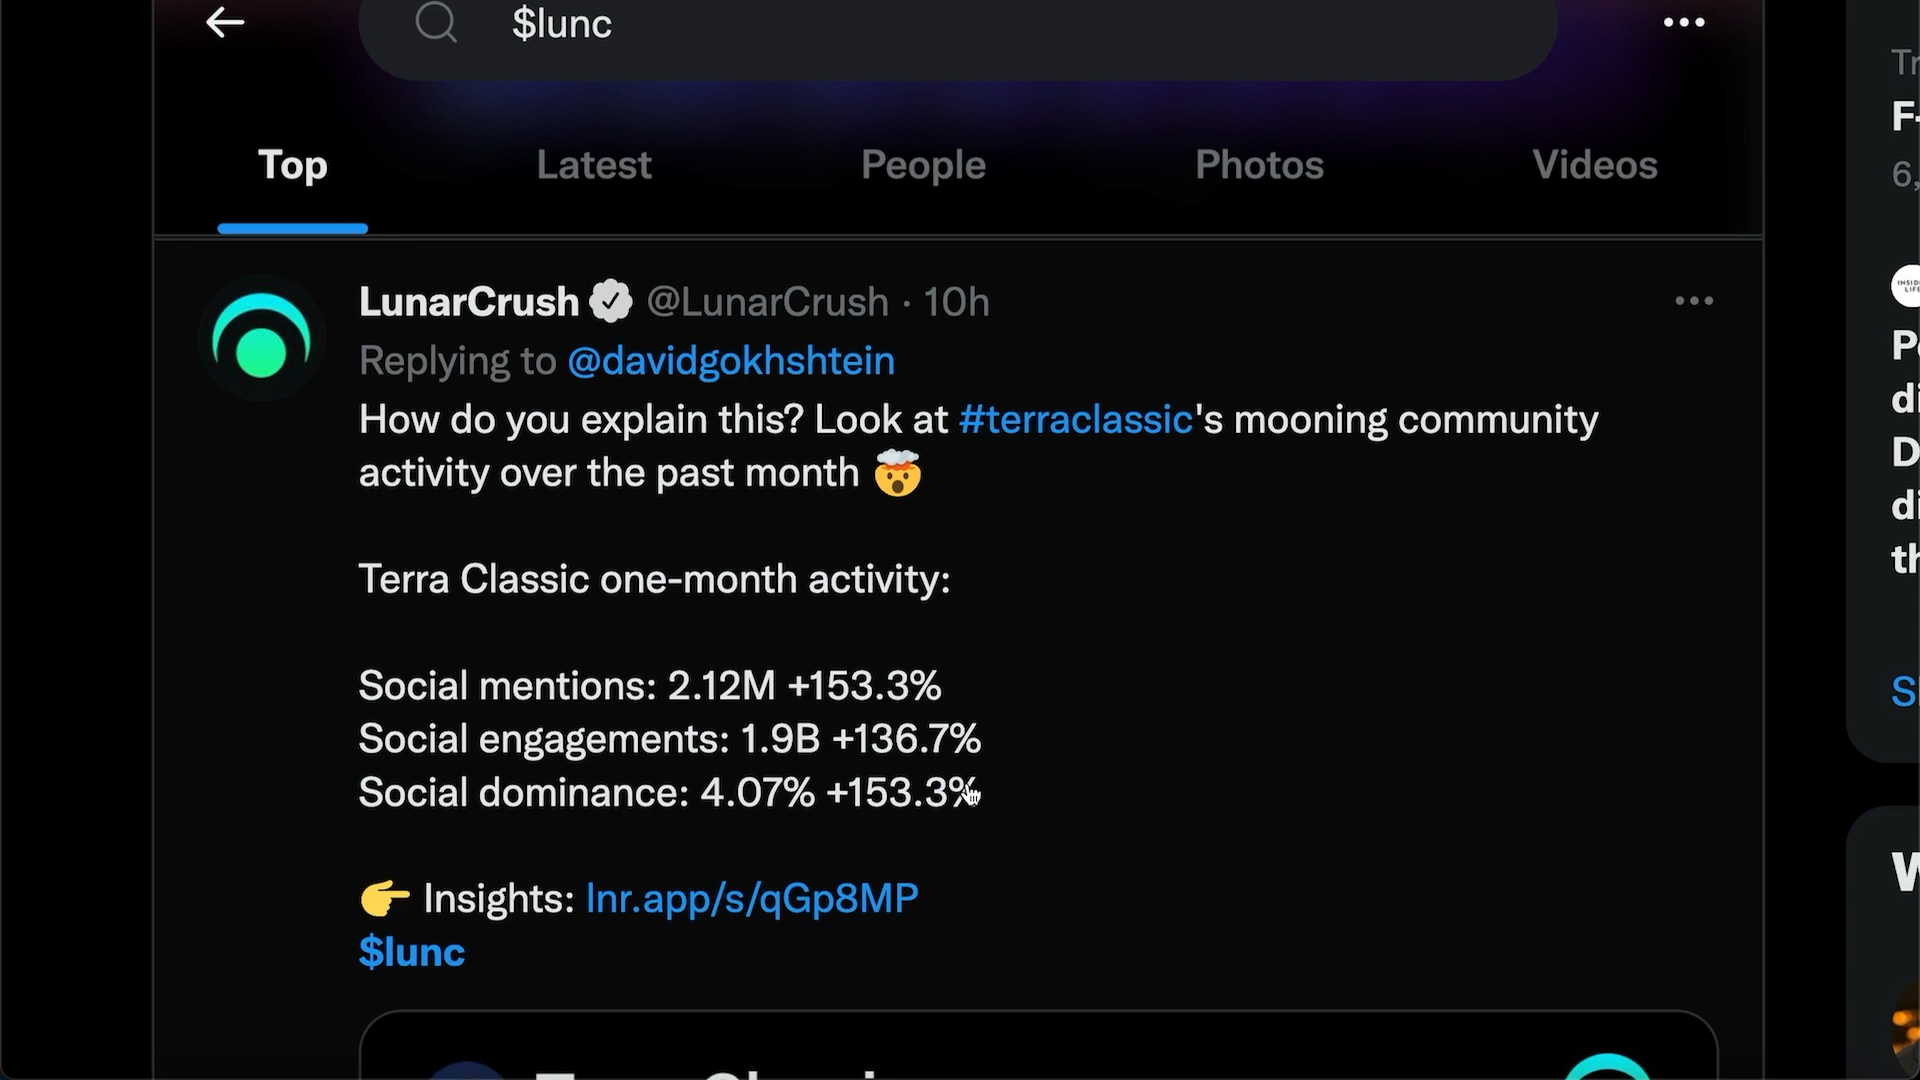 $lunc
Top Latest People Photos Videos
LunarCrush @LunarCrush · 10h
Replying to @davidgokhshtein
How do you explain this? Look at #terraclassic's mooning community
activity over the past month 🤯
Terra Classic one-month activity:
Social mentions: 2.12M +153.3%
Social engagements: 1.9B +136.7%
Social dominance: 4.07% +153.3%
👉 Insights: lnr.app/s/qGp8MP
$lunc